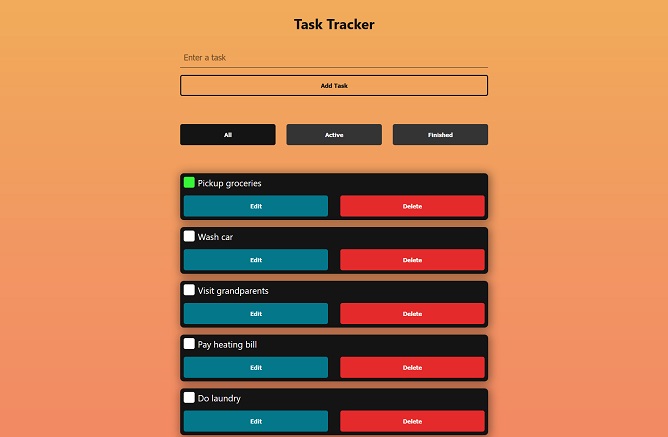 Task Tracker
Enter a task
Add Task
All Active Finished
Pickup groceries
Edit Delete
Wash car
Edit Delete
Visit grandparents
Edit Delete
Pay heating bill
Edit Delete
Do laundry
Edit Delete